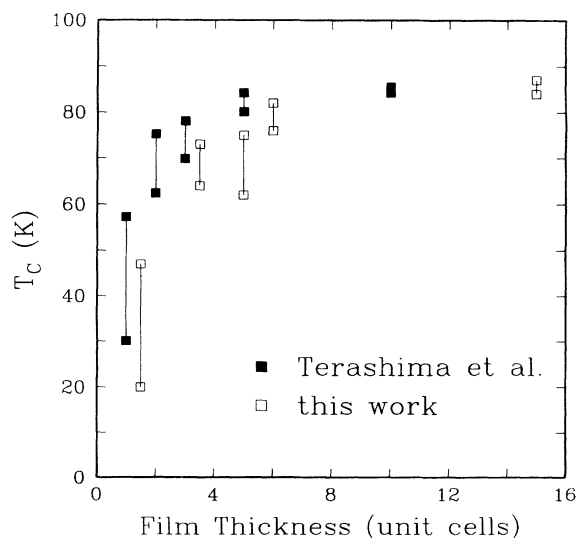 100
80
60
40
20
0
T_C (K)
■ Terashima et al.
□ this work
0 4 8 12 16
Film Thickness (unit cells)